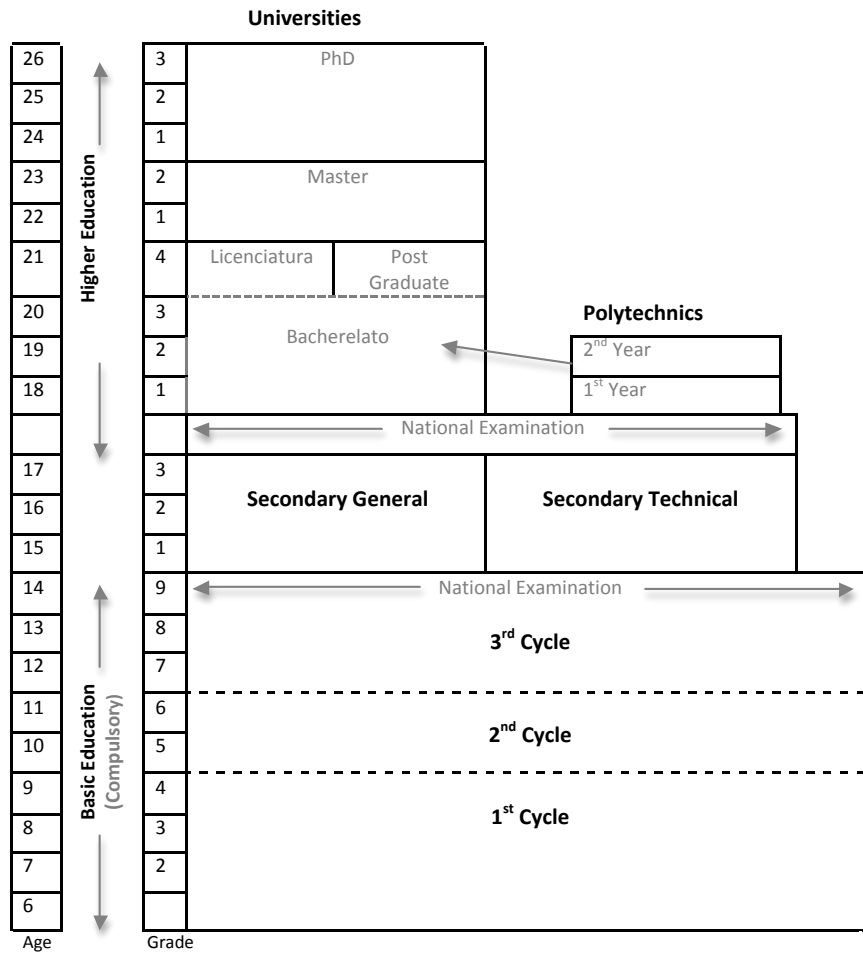 Universities
26 3 PhD
25 2
24 1
23 2 Master
22 1
21 4 Licenciatura Post
Graduate
20 3 Polytechnics
19 2 Bacherelato 2nd Year
18 1 1st Year
National Examination
17 3
16 2 Secondary General Secondary Technical
15 1
14 9 National Examination
13 8 3rd Cycle
12 7
11 6
10 5 2nd Cycle
9 4
8 3 1st Cycle
7 2
6
Age Grade
Higher Education
Basic Education
(Compulsory)